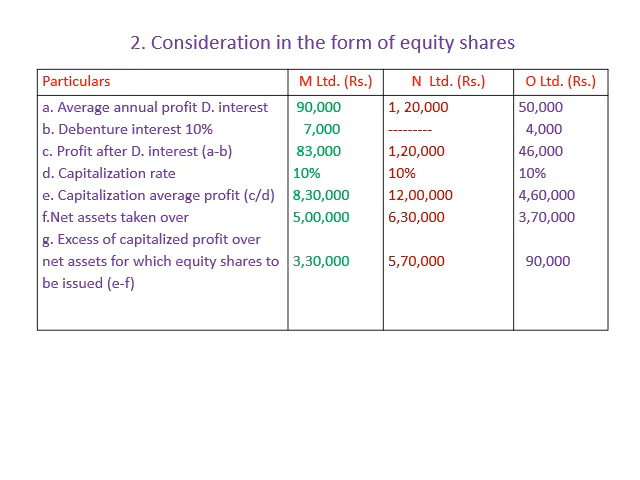 2. Consideration in the form of equity shares
Particulars M Ltd. (Rs.) N Ltd. (Rs.) O Ltd. (Rs.)
a. Average annual profit D. interest 90,000 1, 20,000 50,000
b. Debenture interest 10% 7,000 --------- 4,000
c. Profit after D. interest (a-b) 83,000 1,20,000 46,000
d. Capitalization rate 10% 10% 10%
e. Capitalization average profit (c/d) 8,30,000 12,00,000 4,60,000
f.Net assets taken over 5,00,000 6,30,000 3,70,000
g. Excess of capitalized profit over
net assets for which equity shares to 3,30,000 5,70,000 90,000
be issued (e-f)